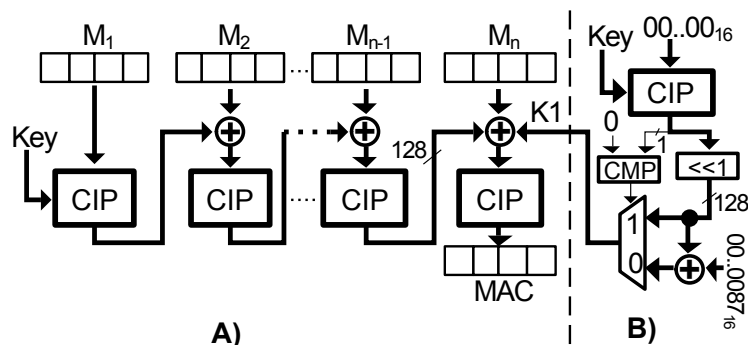 M1 M2 Mn-1 Mn
.... ....
Key CIP CIP .... CIP CIP
128
MAC
A)
K1
00..0016
Key
CIP
0 1
CMP <<1
128
1
0
00..008716
B)